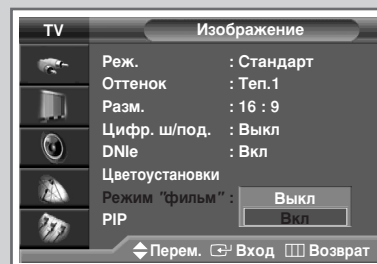 TV Изображение
Реж. : Стандарт
Оттенок : Теп.1
Разм. : 16 : 9
Цифр. ш/под. : Выкл
DNIe : Вкл
Цветоустановки
Режим "фильм" : Выкл
PIP Вкл
Перем. Вход Возврат